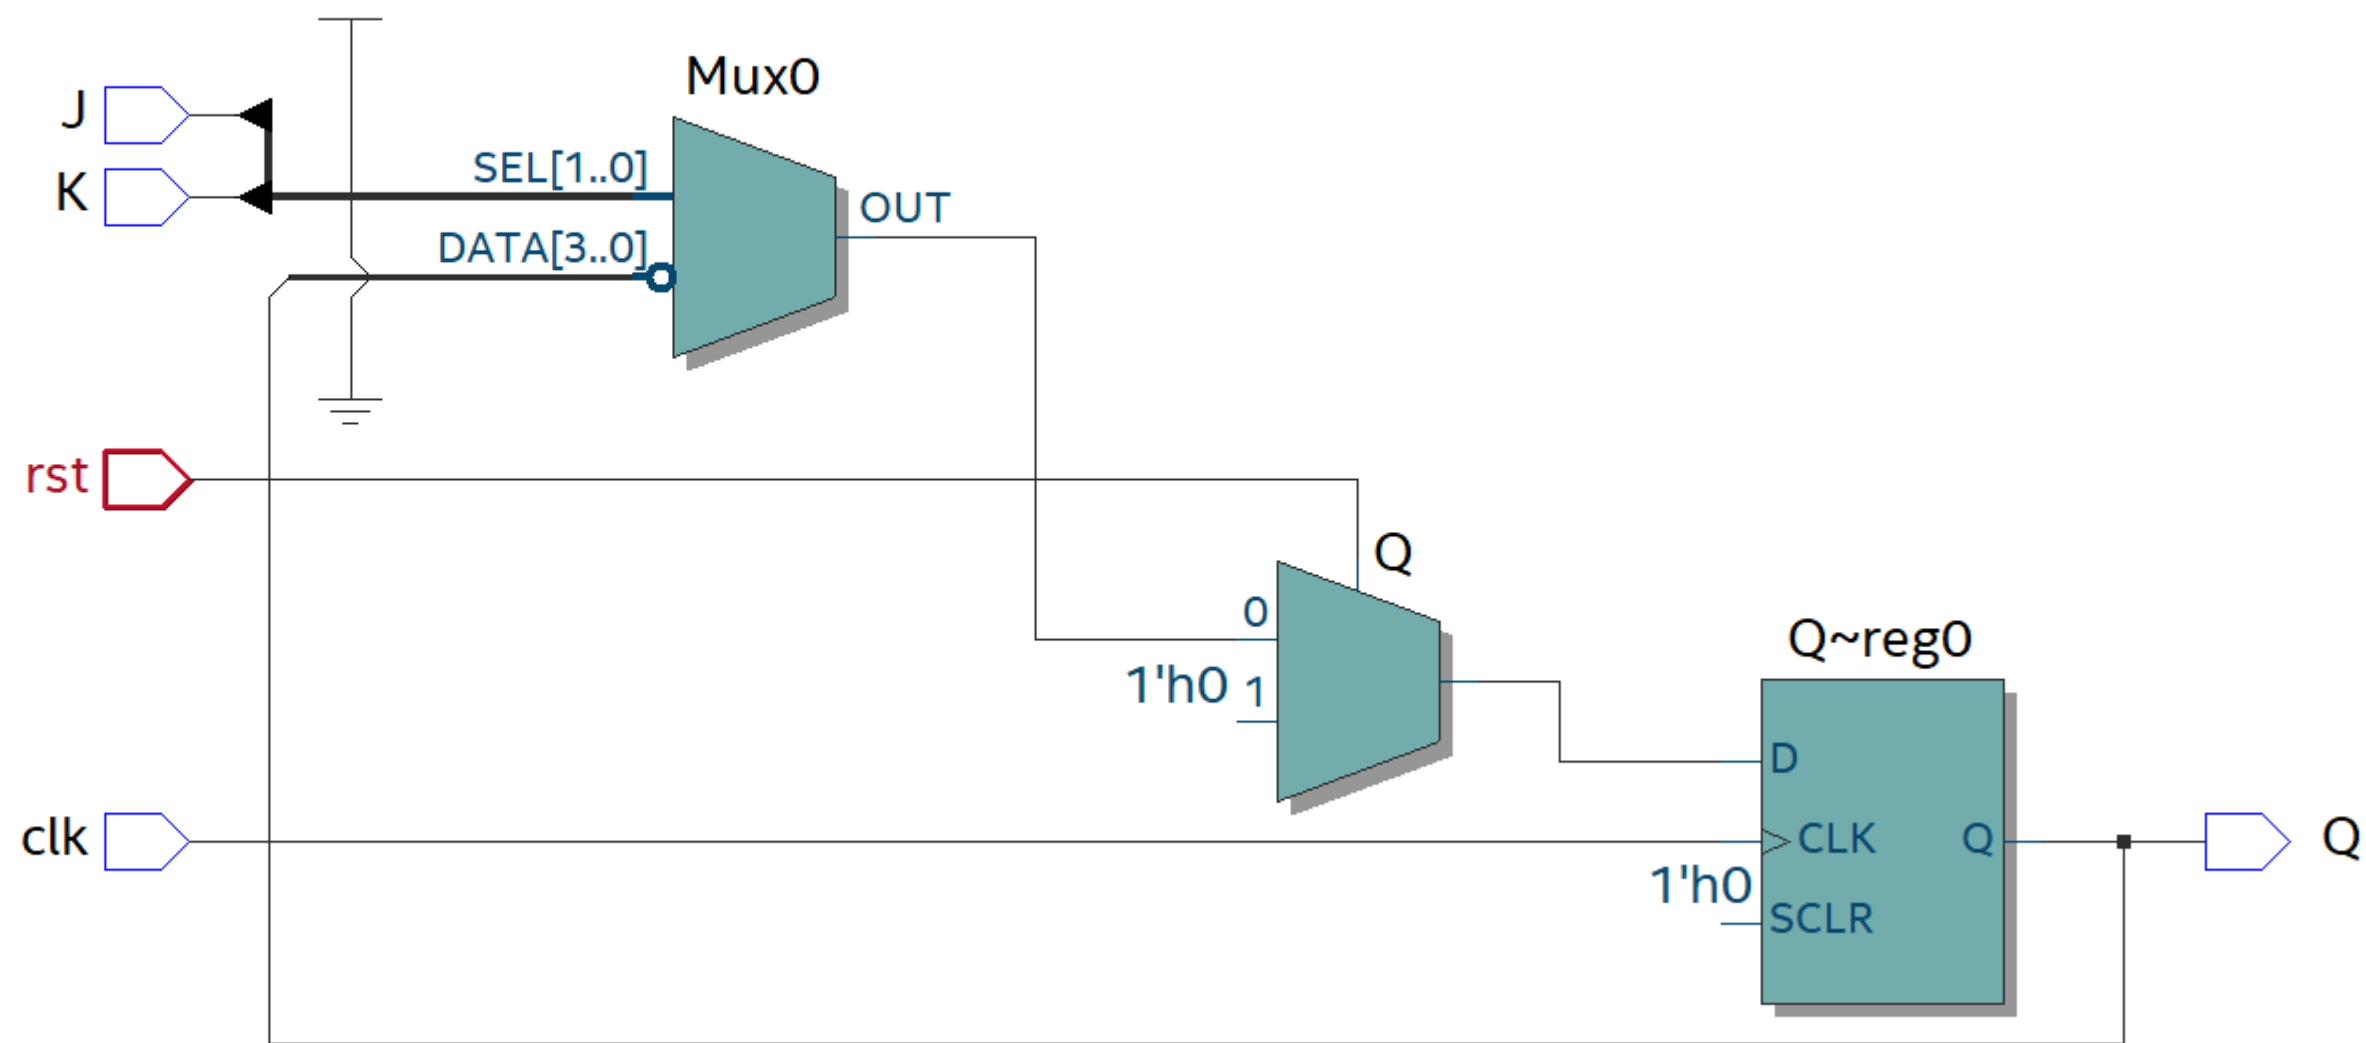 Mux0
J
K
SEL[1..0]
DATA[3..0]
OUT
rst
Q
0
1'h0
1
Q~reg0
D
clk
CLK
Q
Q
1'h0
SCLR